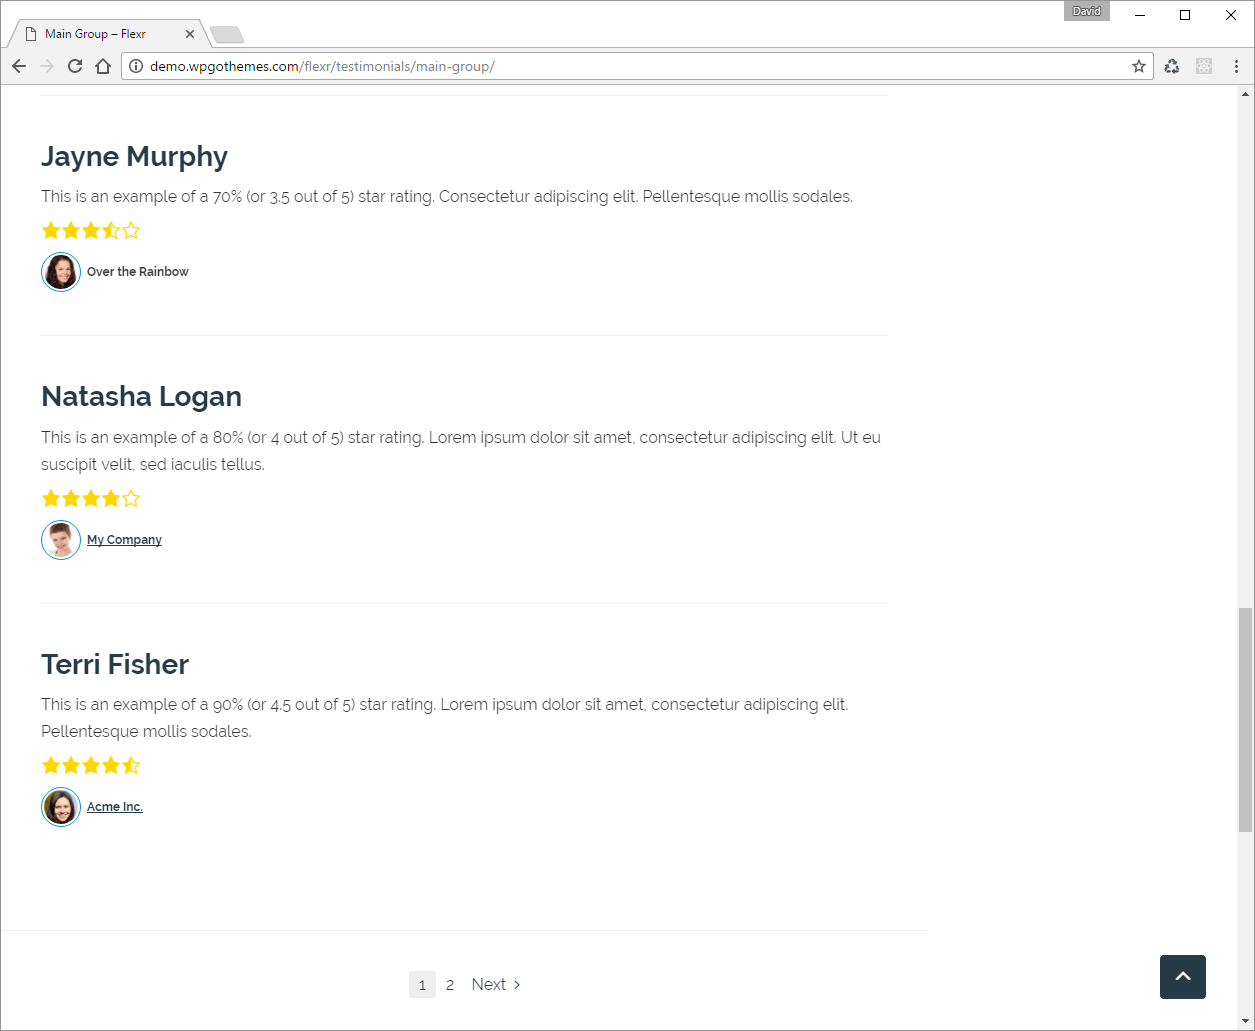 David
Main Group – Flexr
demo.wpgothemes.com/flexr/testimonials/main-group/
Jayne Murphy
This is an example of a 70% (or 3.5 out of 5) star rating. Consectetur adipiscing elit. Pellentesque mollis sodales.
Over the Rainbow
Natasha Logan
This is an example of a 80% (or 4 out of 5) star rating. Lorem ipsum dolor sit amet, consectetur adipiscing elit. Ut eu
suscipit velit, sed iaculis tellus.
My Company
Terri Fisher
This is an example of a 90% (or 4.5 out of 5) star rating. Lorem ipsum dolor sit amet, consectetur adipiscing elit.
Pellentesque mollis sodales.
Acme Inc.
1 2 Next